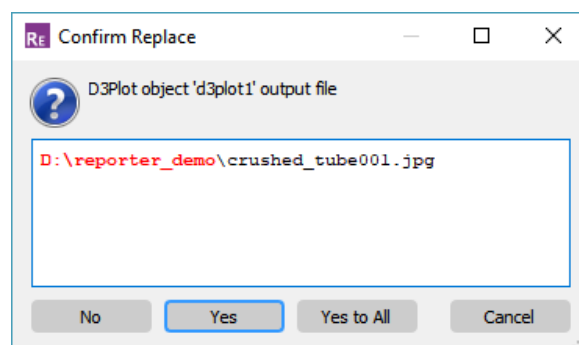 RE Confirm Replace
?
D3Plot object 'd3plot1' output file
D:\reporter_demo\crushed_tube001.jpg
No Yes Yes to All Cancel